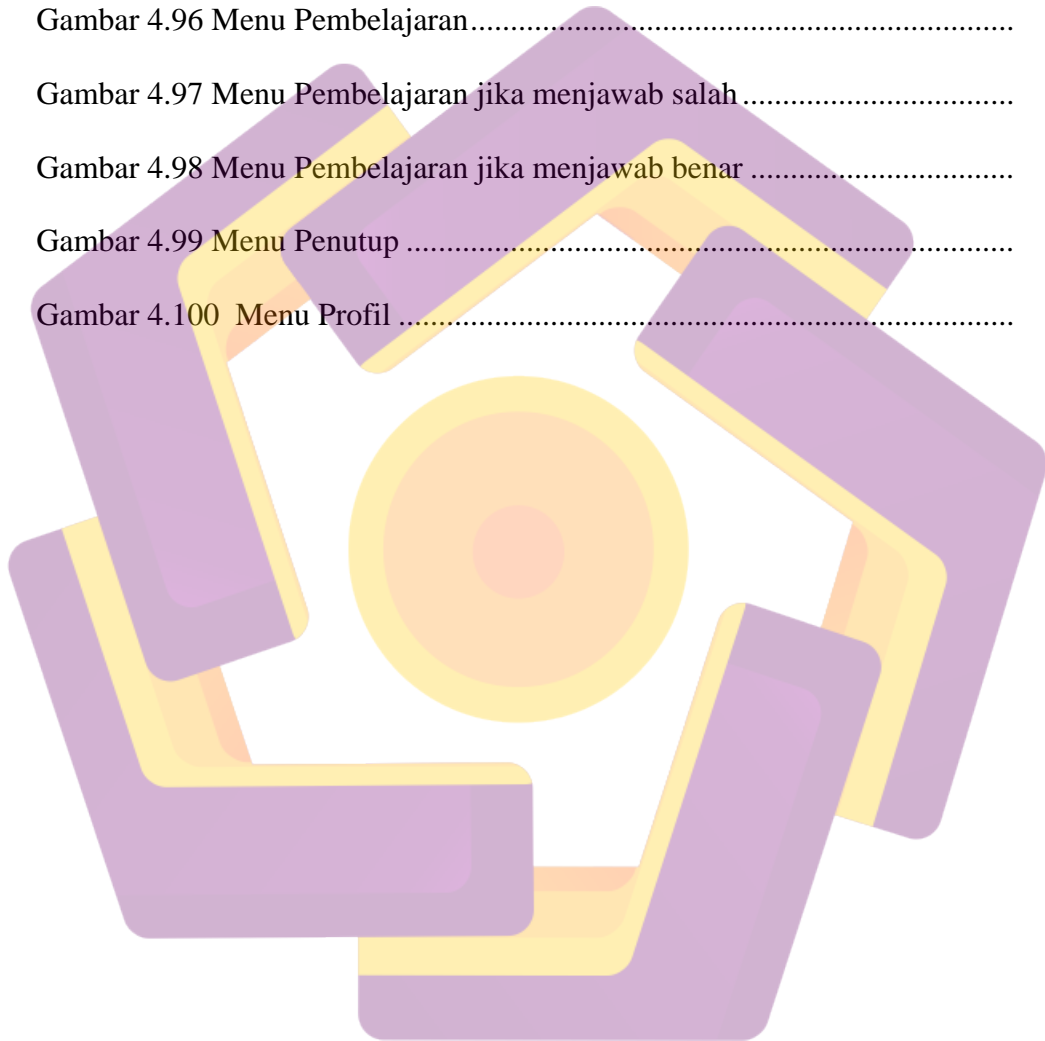 Gambar 4.96 Menu Pembelajaran....................................................................
Gambar 4.97 Menu Pembelajaran jika menjawab salah..................................
Gambar 4.98 Menu Pembelajaran jika menjawab benar .................................
Gambar 4.99 Menu Penutup ............................................................................
Gambar 4.100  Menu Profil .............................................................................